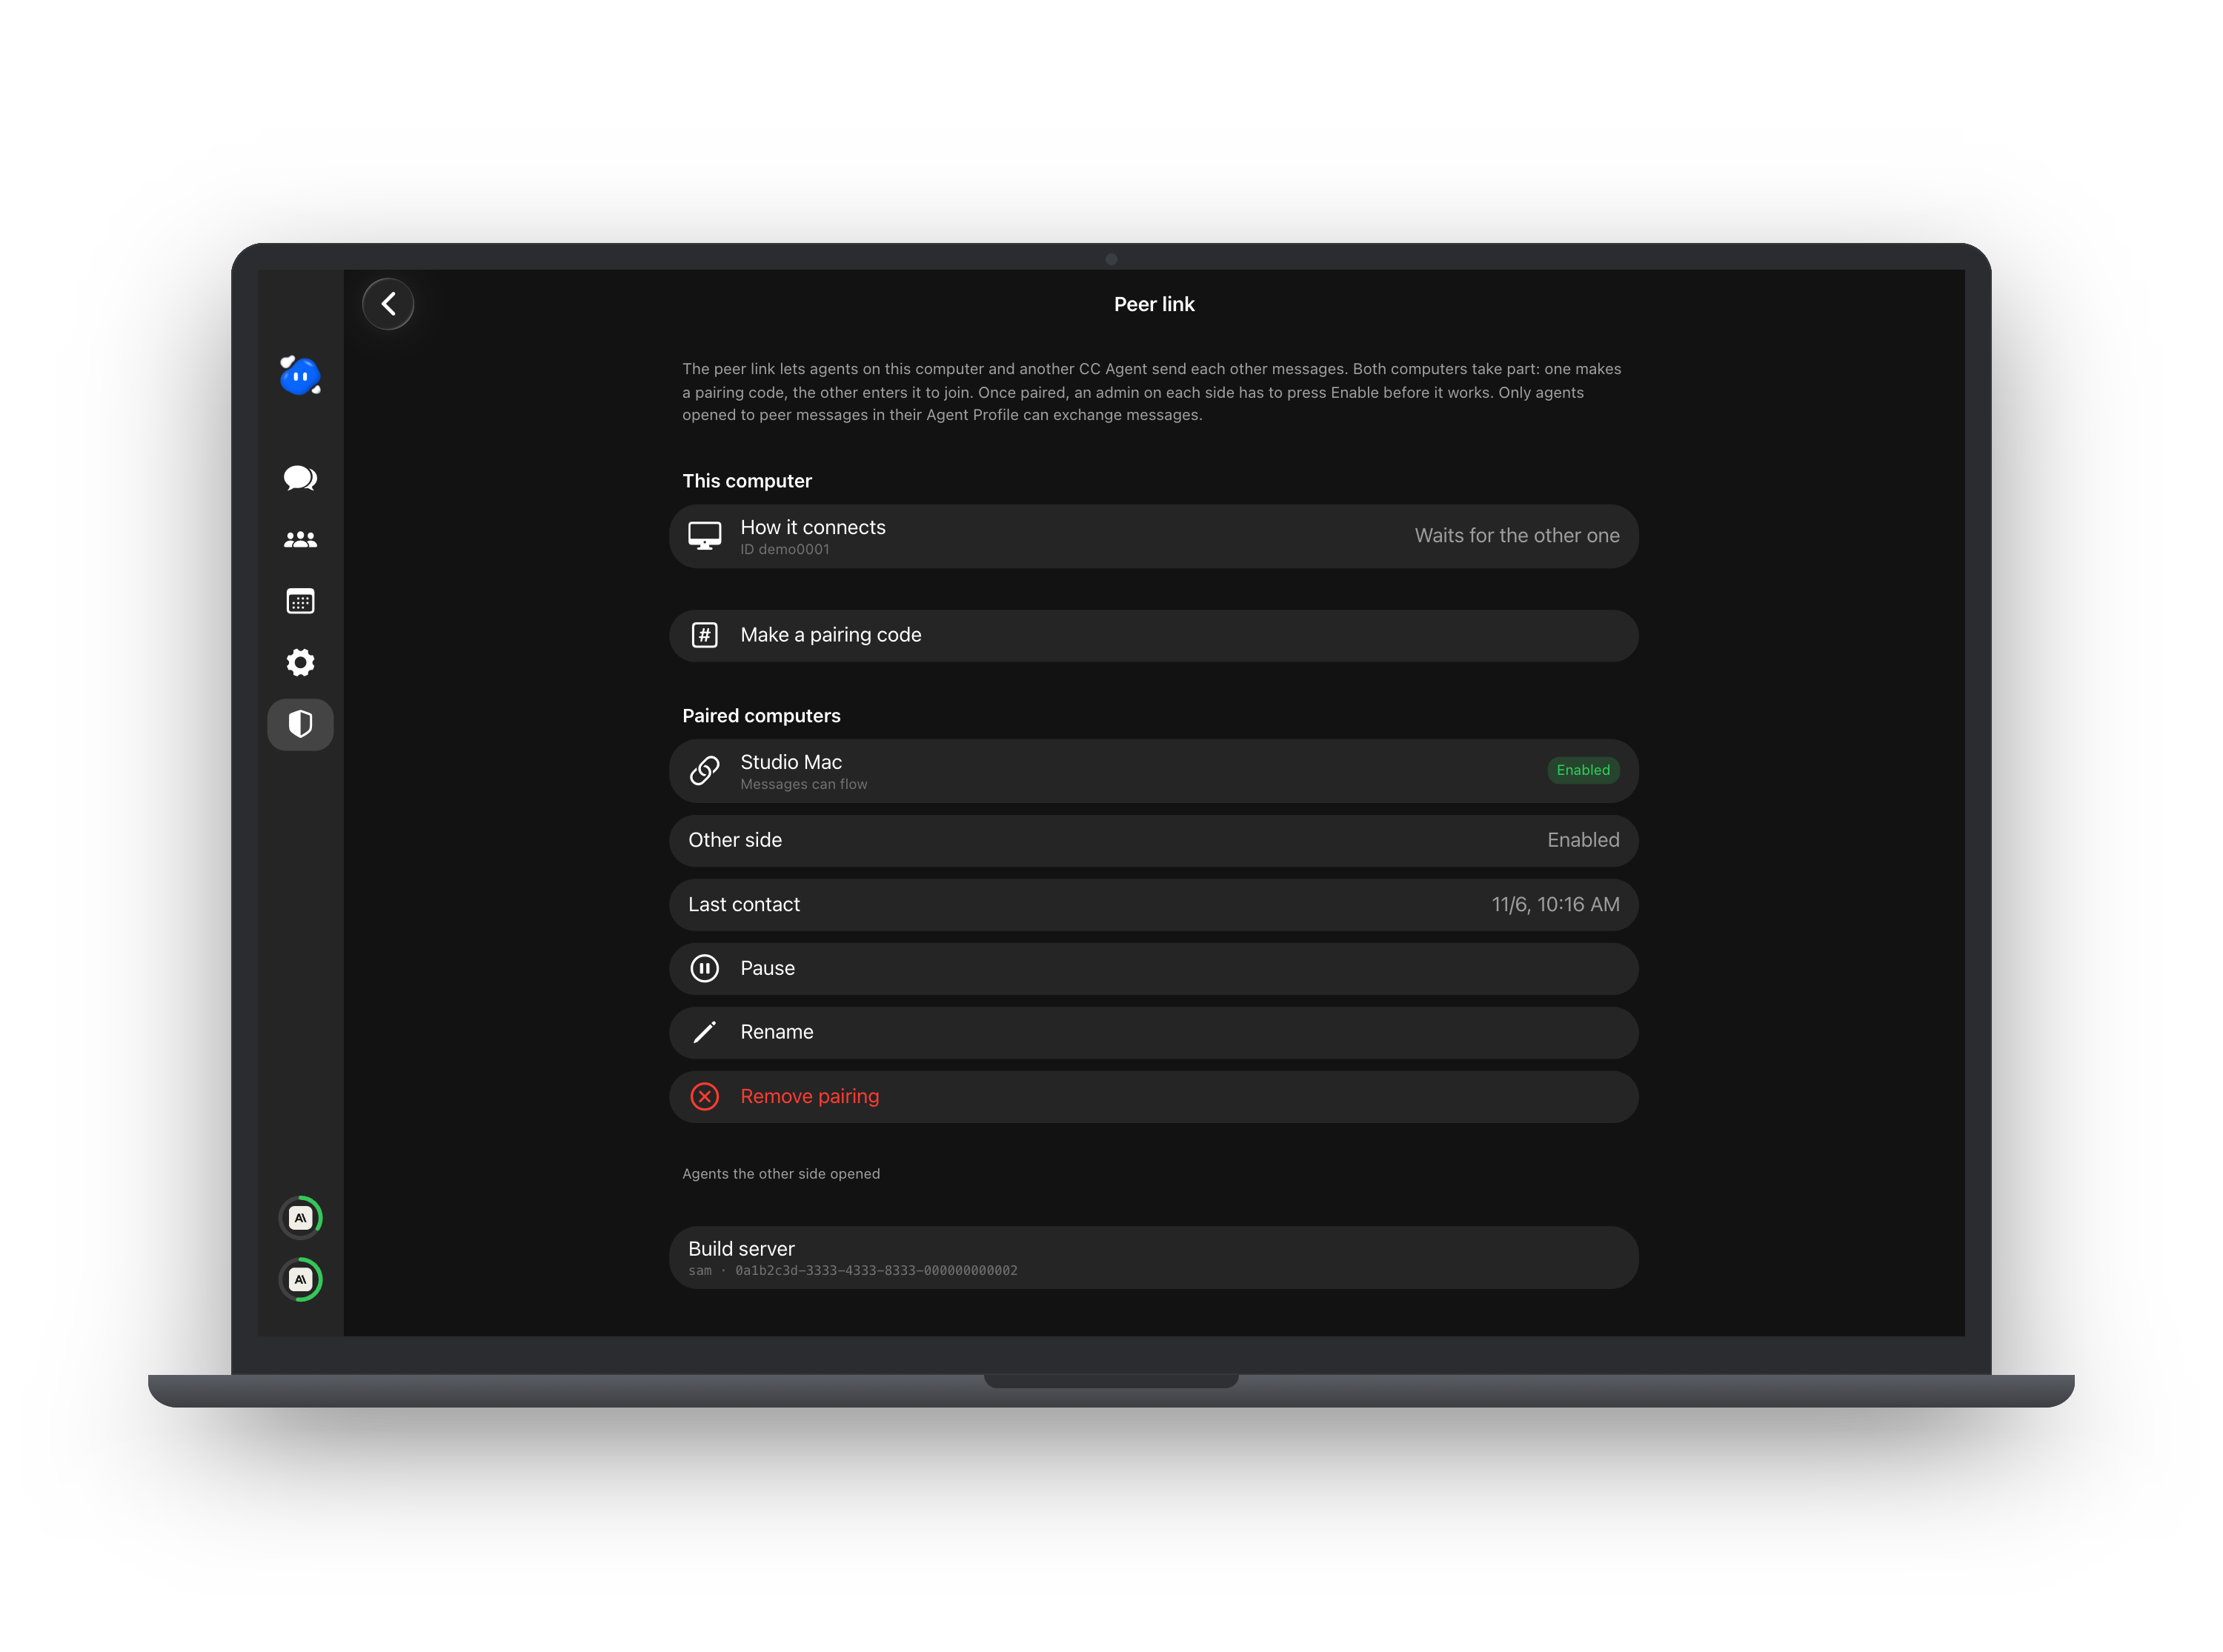 Peer link
The peer link lets agents on this computer and another CC Agent send each other messages. Both computers take part: one makes
a pairing code, the other enters it to join. Once paired, an admin on each side has to press Enable before it works. Only agents
opened to peer messages in their Agent Profile can exchange messages.
This computer
How it connects
ID demo0001
Waits for the other one
Make a pairing code
Paired computers
Studio Mac
Messages can flow
Enabled
Other side
Enabled
Last contact
11/6, 10:16 AM
Pause
Rename
Remove pairing
Agents the other side opened
Build server
sam · 0a1b2c3d-3333-4333-8333-000000000002